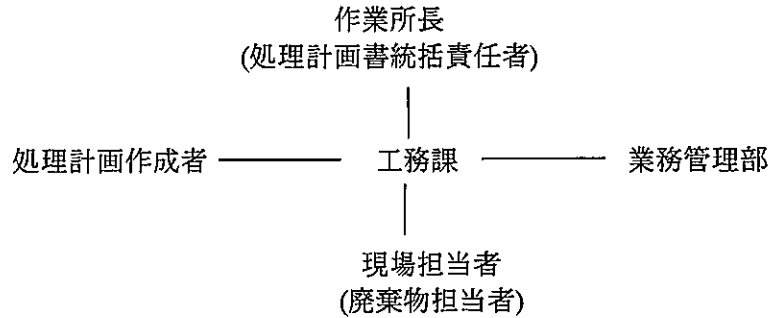 作業所長
(処理計画書統括責任者)
処理計画作成者 工務課 業務管理部
現場担当者
(廃棄物担当者)